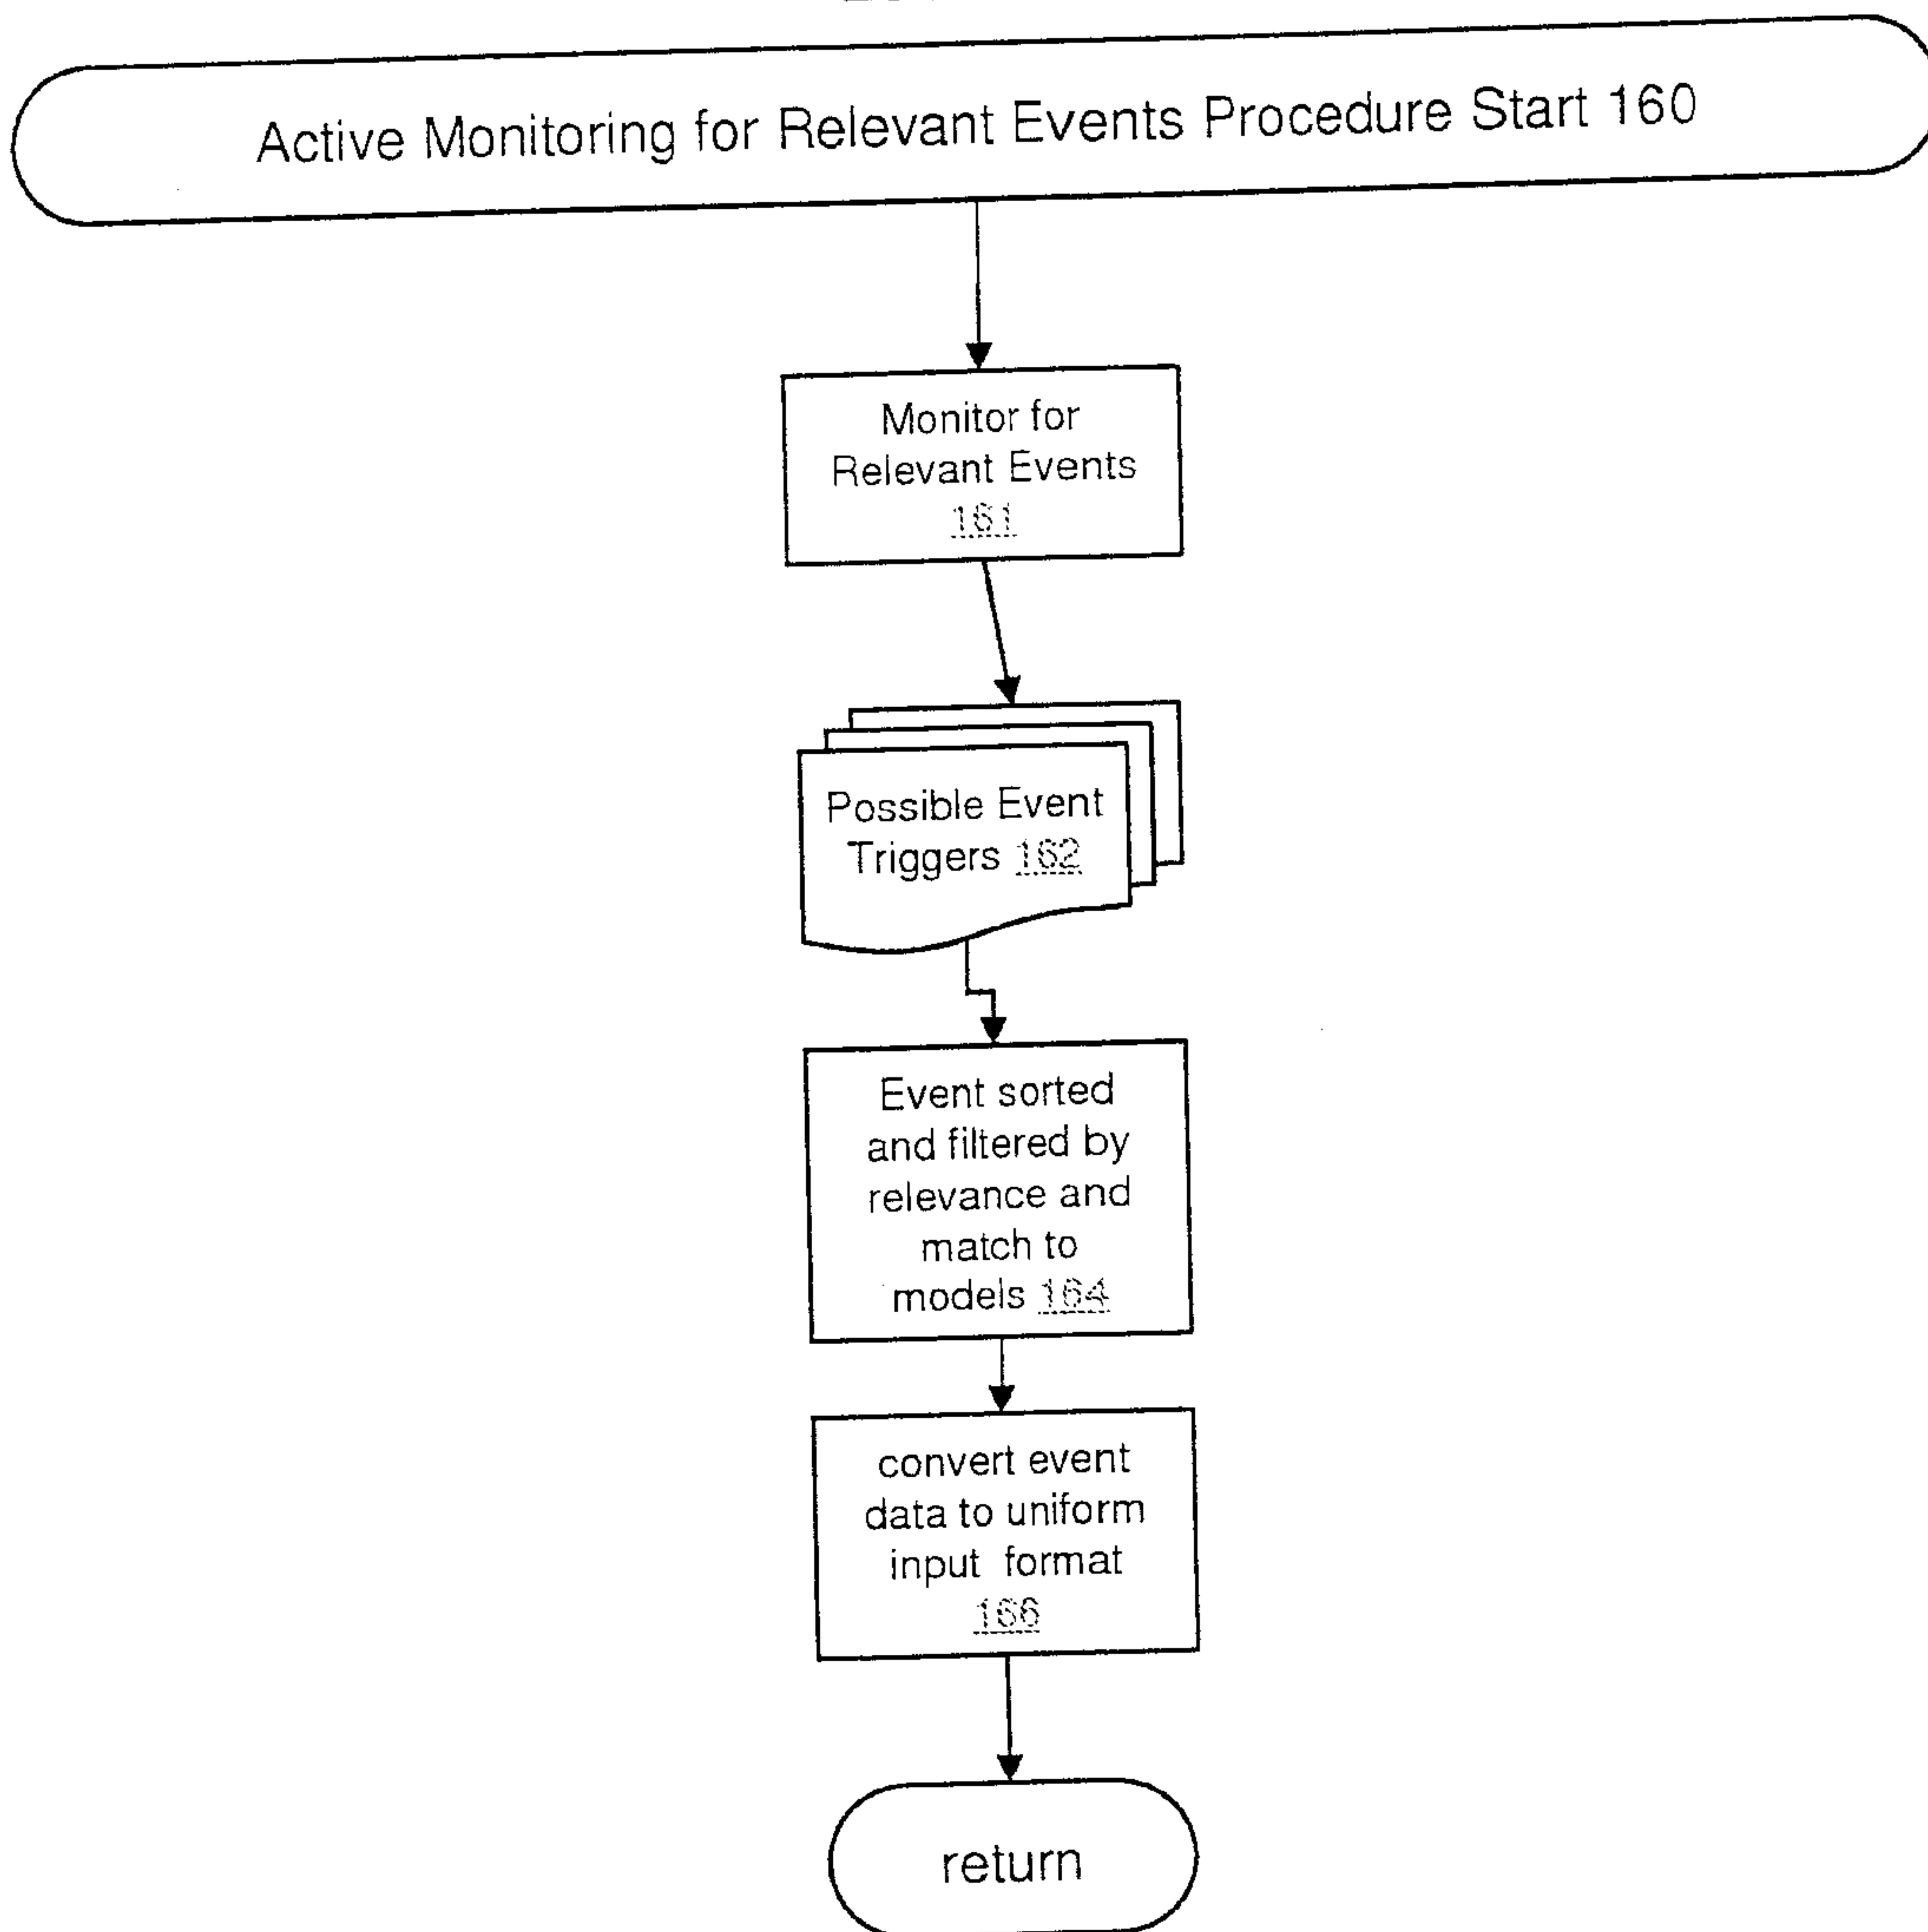 Active Monitoring for Relevant Events Procedure Start 160
Monitor for
Relevant Events
161
Possible Event
Triggers 162
Event sorted
and filtered by
relevance and
match to
models 164
convert event
data to uniform
input format
166
return